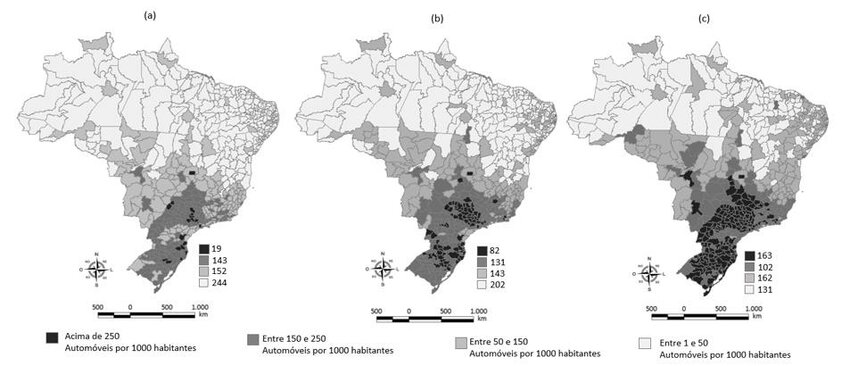 (a)
(b)
(c)
19
143
152
244
82
131
143
202
163
102
162
131
N
O
L
S
N
O
L
S
N
O
L
S
500 0 500 1.000
km
500 0 500 1.000
km
500 0 500 1.000
km
Acima de 250
Automóveis por 1000 habitantes
Entre 150 e 250
Automóveis por 1000 habitantes
Entre 50 e 150
Automóveis por 1000 habitantes
Entre 1 e 50
Automóveis por 1000 habitantes